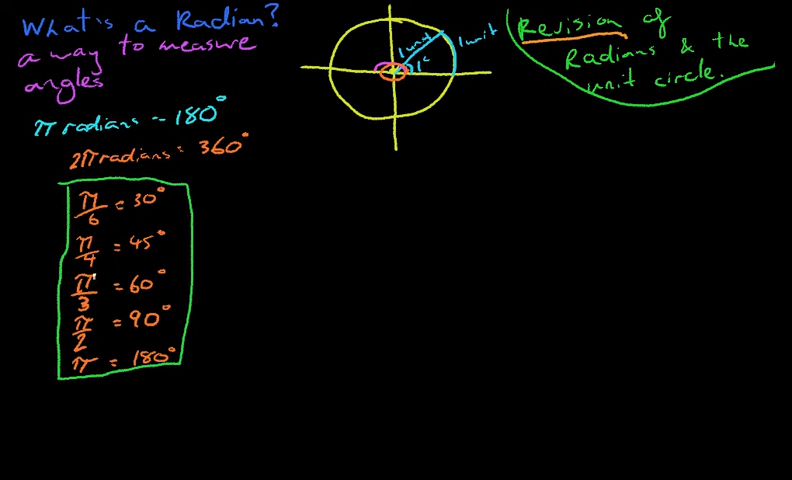 What's a Radian?
a way to measure
angles
π radians = 180°
2π radians = 360°
π/6 = 30°
π/4 = 45°
π/3 = 60°
π/2 = 90°
π = 180°
1 unit
1 unit
1ᶜ
Revision of
Radians & the
unit circle.